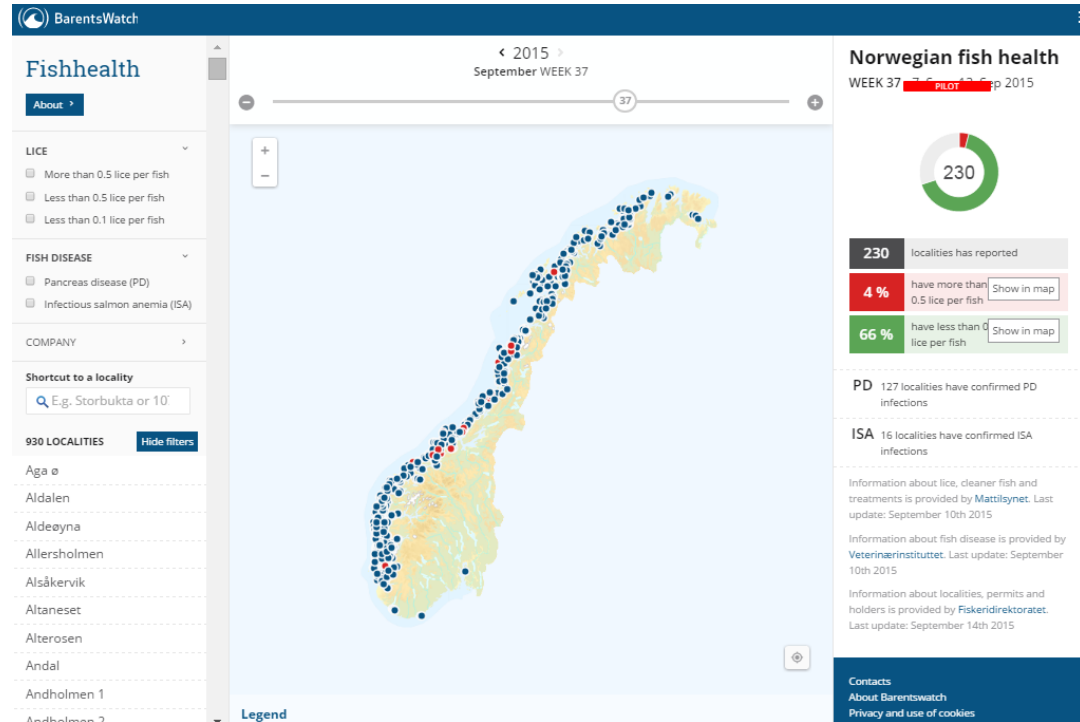 BarentsWatch
Fishhealth
About
LICE
More than 0.5 lice per fish
Less than 0.5 lice per fish
Less than 0.1 lice per fish
FISH DISEASE
Pancreas disease (PD)
Infectious salmon anemia (ISA)
COMPANY
Shortcut to a locality
E.g. Storbukta or 10
930 LOCALITIES
Hide filters
Aga ø
Aldalen
Aldeøyna
Allersholmen
Alsåkervik
Altaneset
Alterosen
Andal
Andholmen 1
Andholmen 2
2015
September WEEK 37
37
+
−
Legend
Norwegian fish health
WEEK 37 Sep 2015
PILOT
230
230 localities has reported
4 % have more than
0.5 lice per fish
Show in map
66 % have less than 0
lice per fish
Show in map
PD 127 localities have confirmed PD
infections
ISA 16 localities have confirmed ISA
infections
Information about lice, cleaner fish and
treatments is provided by Mattilsynet. Last
update: September 10th 2015
Information about fish disease is provided by
Veterinærinstituttet. Last update: September
10th 2015
Information about localities, permits and
holders is provided by Fiskeridirektoratet.
Last update: September 14th 2015
Contacts
About Barentswatch
Privacy and use of cookies